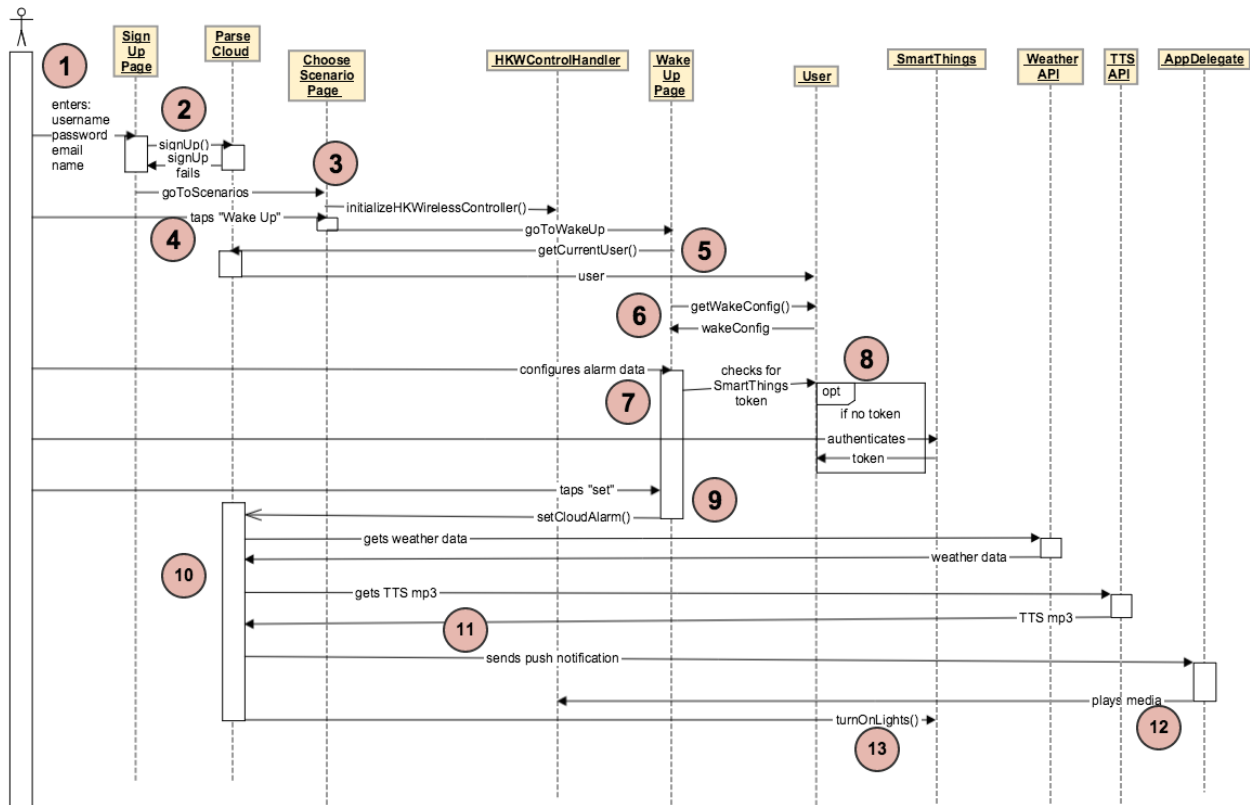 Sign
Up
Page
Parse
Cloud
Choose
Scenario
Page
HKWControlHandler
Wake
Up
Page
User
SmartThings
Weather
API
TTS
API
AppDelegate
1
enters:
username
password
email
name
2
signUp()
signUp
fails
3
goToScenarios
initializeHKWirelessController()
taps "Wake Up"
goToWakeUp
4
getCurrentUser()
5
user
6
getWakeConfig()
wakeConfig
configures alarm data
checks for
SmartThings
token
7
8
opt
if no token
authenticates
token
taps "set"
9
setCloudAlarm()
gets weather data
weather data
10
gets TTS mp3
TTS mp3
11
sends push notification
plays media
12
turnOnLights()
13